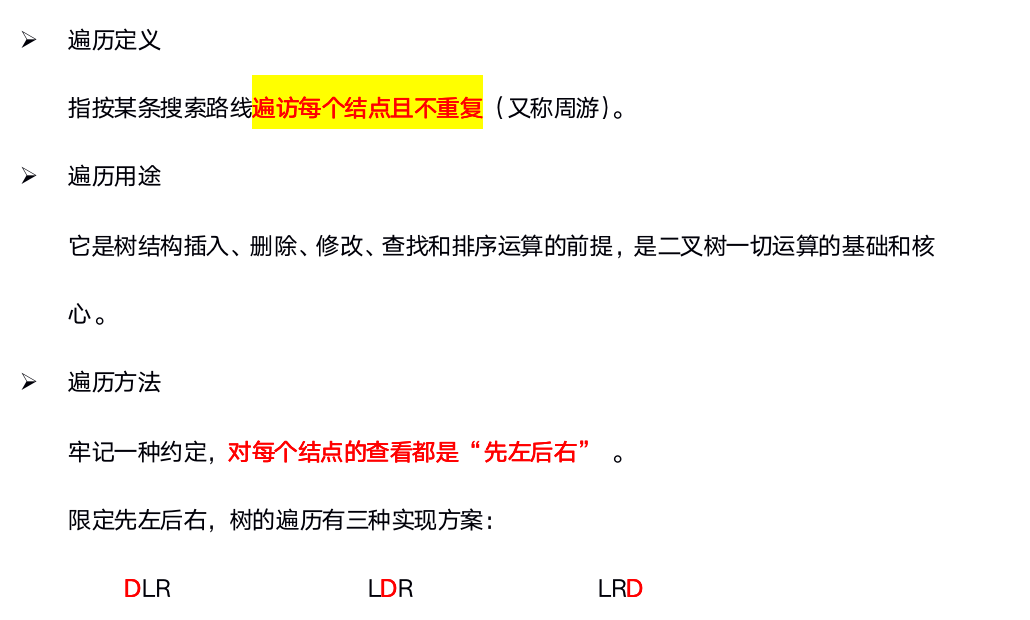 ➢ 遍历定义
指按某条搜索路线遍访每个结点且不重复（又称周游）。
➢ 遍历用途
它是树结构插入、删除、修改、查找和排序运算的前提，是二叉树一切运算的基础和核
心。
➢ 遍历方法
牢记一种约定，对每个结点的查看都是“先左后右” 。
限定先左后右，树的遍历有三种实现方案：
DLR LDR LRD